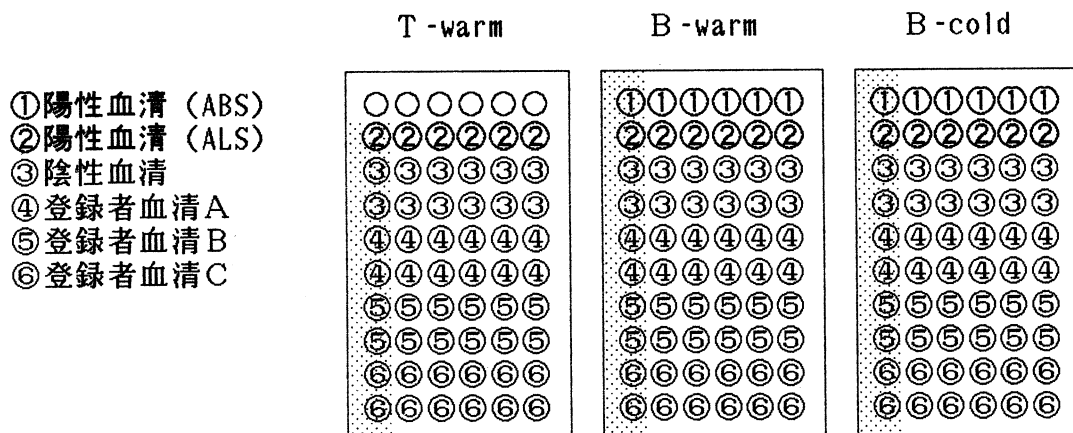 T-warm B-warm B-cold
①陽性血清 (ABS) ○○○○○○ ①①①①①① ①①①①①①
②陽性血清 (ALS) ②②②②②② ②②②②②② ②②②②②②
③陰性血清 ③③③③③③ ③③③③③③ ③③③③③③
④登録者血清A ③③③③③③ ③③③③③③ ③③③③③③
⑤登録者血清B ④④④④④④ ④④④④④④ ④④④④④④
⑥登録者血清C ④④④④④④ ④④④④④④ ④④④④④④
⑤⑤⑤⑤⑤⑤ ⑤⑤⑤⑤⑤⑤ ⑤⑤⑤⑤⑤⑤
⑤⑤⑤⑤⑤⑤ ⑤⑤⑤⑤⑤⑤ ⑤⑤⑤⑤⑤⑤
⑥⑥⑥⑥⑥⑥ ⑥⑥⑥⑥⑥⑥ ⑥⑥⑥⑥⑥⑥
⑥⑥⑥⑥⑥⑥ ⑥⑥⑥⑥⑥⑥ ⑥⑥⑥⑥⑥⑥